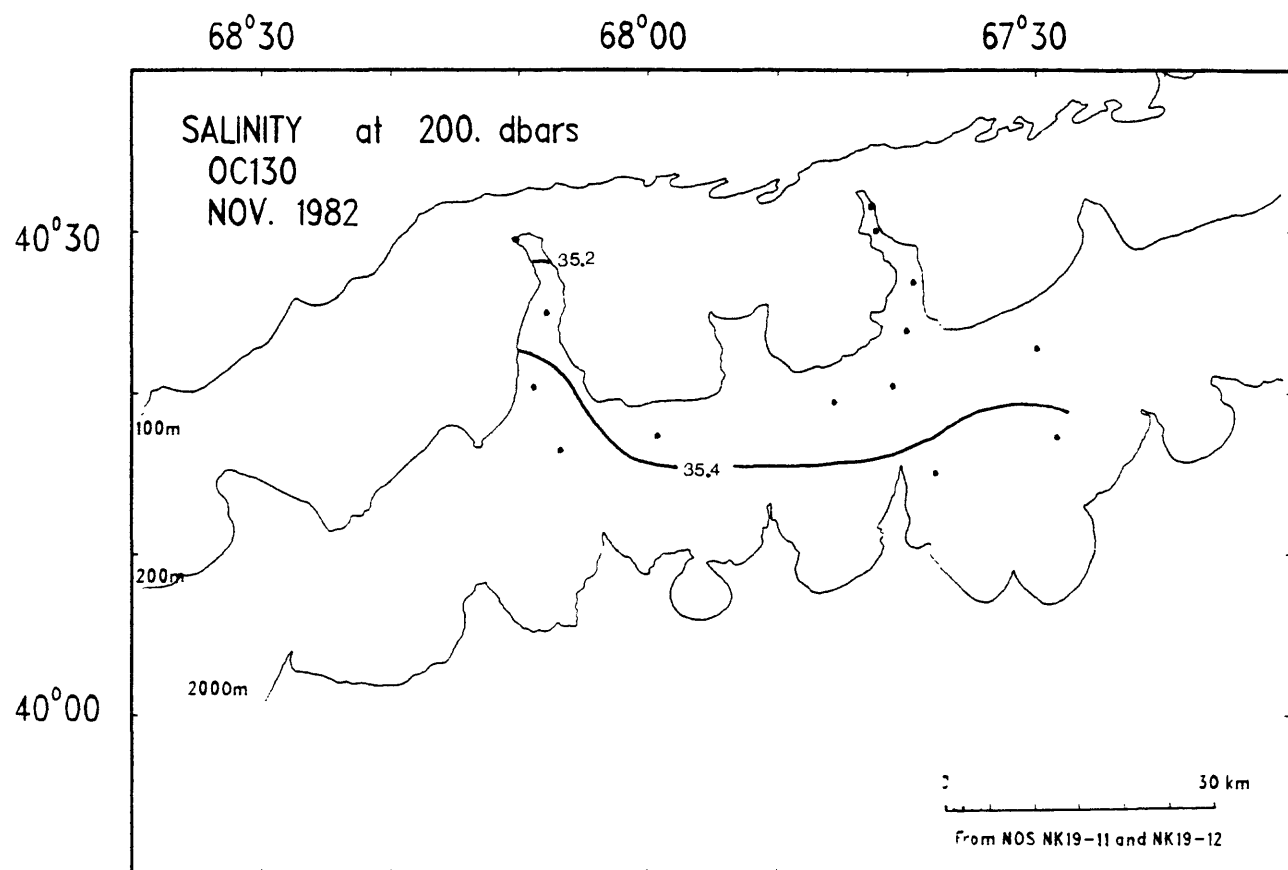 68°30 68°00 67°30
SALINITY at 200. dbars
OC130
NOV. 1982
40°30
35.2
100m
35.4
200m
2000m
40°00
30 km
From NOS NK19-11 and NK19-12